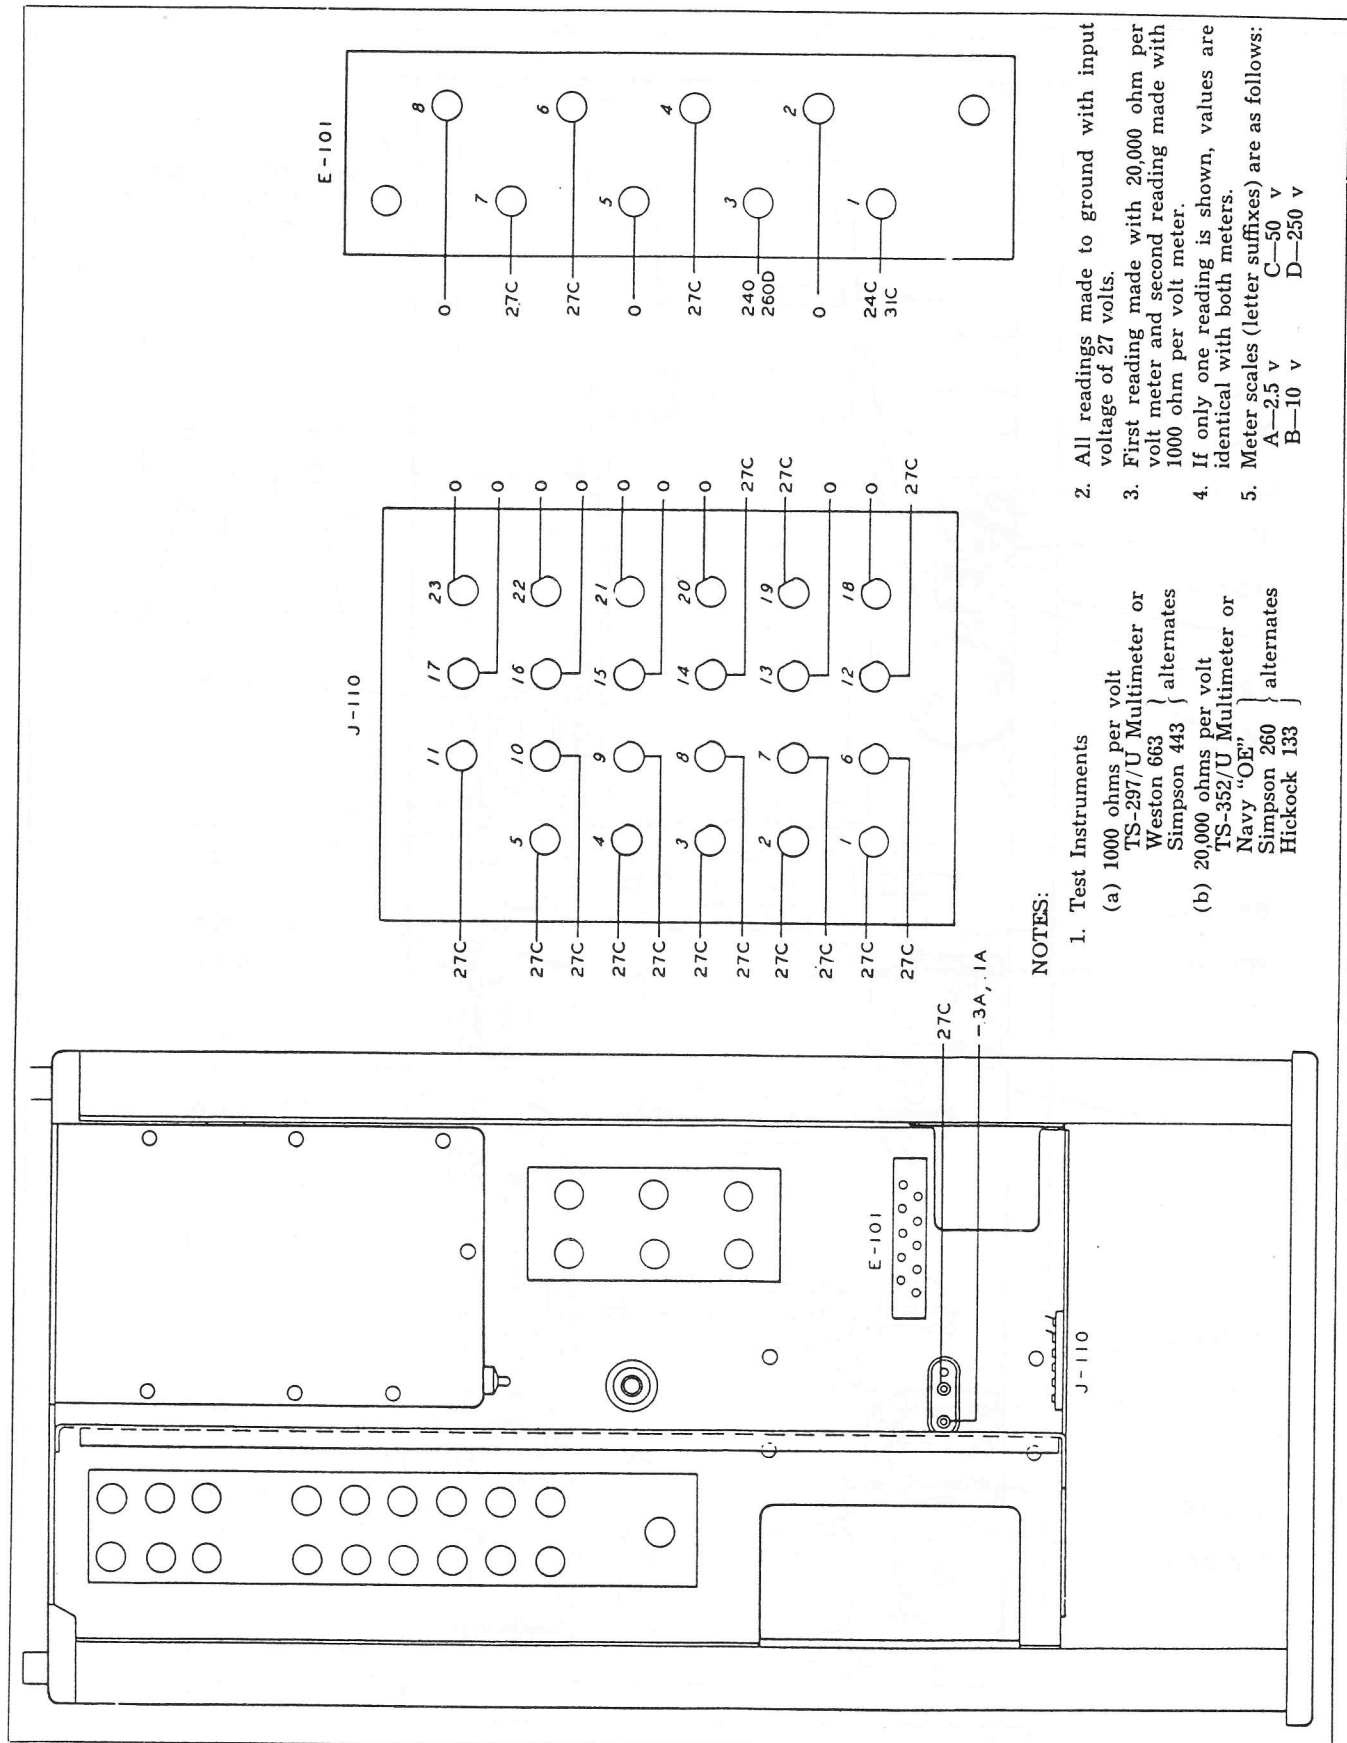 E-101
8
7
6
5
4
3
2
1
0
27C
27C
0
27C
240
260D
0
24C
31C
J-110
23
17
11
22
16
10
5
21
15
9
4
20
14
8
3
19
13
7
2
18
12
6
1
0
0
0
0
0
0
0
27C
27C
0
0
27C
27C
27C
27C
27C
27C
27C
27C
27C
27C
27C
27C
E-101
J-110
27C
-.3A, .1A
NOTES:
1. Test Instruments
(a) 1000 ohms per volt
TS-297/U Multimeter or
Weston 663 } alternates
Simpson 443
(b) 20,000 ohms per volt
TS-352/U Multimeter or
Navy “OE”
Simpson 260 } alternates
Hickock 133
2. All readings made to ground with input
voltage of 27 volts.
3. First reading made with 20,000 ohm per
volt meter and second reading made with
1000 ohm per volt meter.
4. If only one reading is shown, values are
identical with both meters.
5. Meter scales (letter suffixes) are as follows:
A—2.5 v C—50 v
B—10 v D—250 v